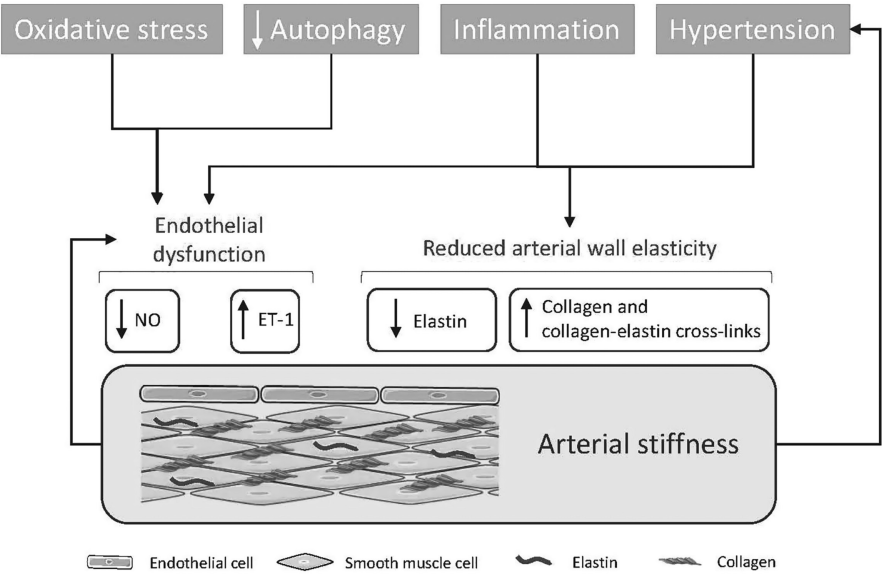 Oxidative stress
↓ Autophagy
Inflammation
Hypertension
Endothelial
dysfunction
Reduced arterial wall elasticity
↓ NO
↑ ET-1
↓ Elastin
↑ Collagen and
collagen-elastin cross-links
Arterial stiffness
Endothelial cell
Smooth muscle cell
Elastin
Collagen